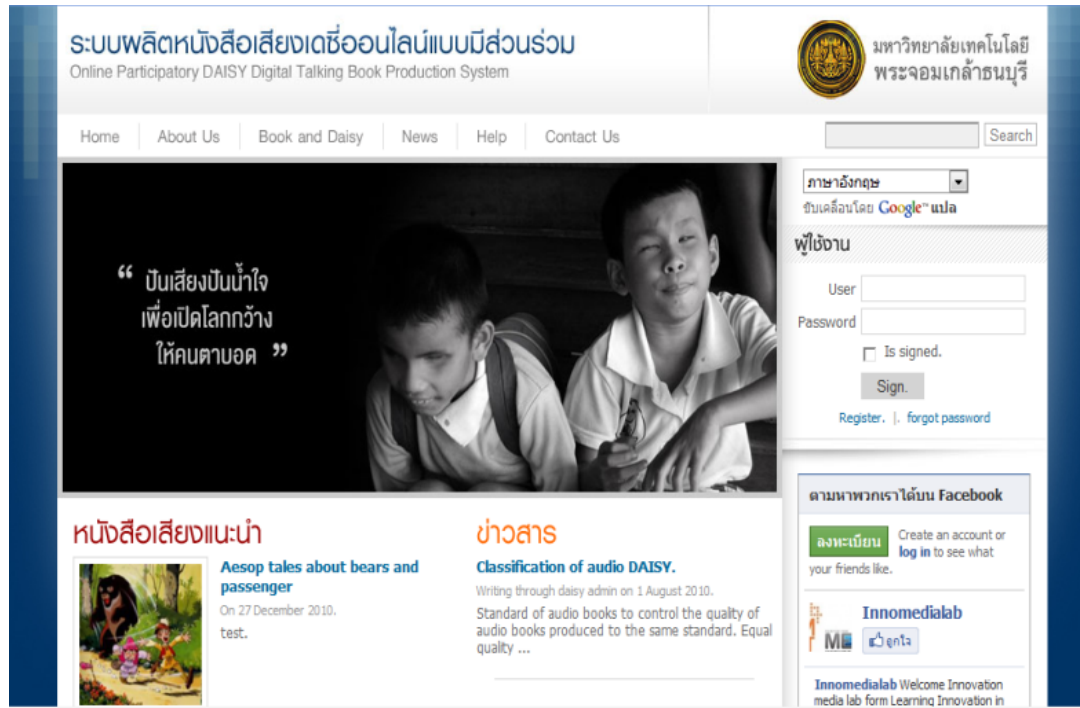 ระบบผลิตหนังสือเสียงเดซี่ออนไลน์แบบมีส่วนร่วม
Online Participatory DAISY Digital Talking Book Production System
มหาวิทยาลัยเทคโนโลยี
พระจอมเกล้าธนบุรี
Home
About Us
Book and Daisy
News
Help
Contact Us
Search
“ ปันเสียงปันน้ำใจ
เพื่อเปิดโลกกว้าง
ให้คนตาบอด ”
ภาษาอังกฤษ
ขับเคลื่อนโดย Google™ แปล
ผู้ใช้งาน
User
Password
Is signed.
Sign.
Register. |. forgot password
หนังสือเสียงแนะนำ
Aesop tales about bears and
passenger
On 27 December 2010.
test.
ข่าวสาร
Classification of audio DAISY.
Writing through daisy admin on 1 August 2010.
Standard of audio books to control the quality of
audio books produced to the same standard. Equal
quality ...
ตามหาพวกเราได้บน Facebook
ลงทะเบียน
Create an account or
log in to see what
your friends like.
Innomedialab
ถูกใจ
Innomedialab Welcome Innovation
media lab form Learning Innovation in